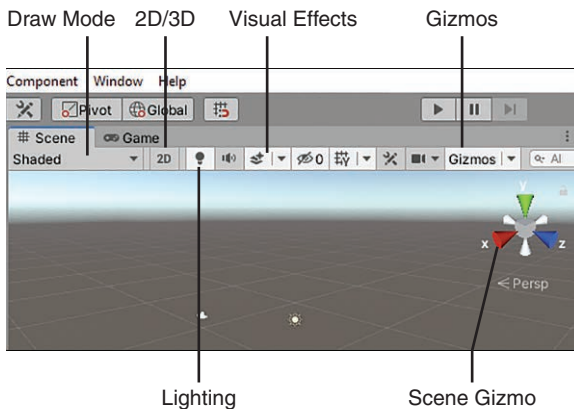 Draw Mode 2D/3D Visual Effects Gizmos
Component Window Help
Pivot Global
# Scene Game
Shaded 2D 0 Gizmos Al
y
x z
Persp
Lighting Scene Gizmo